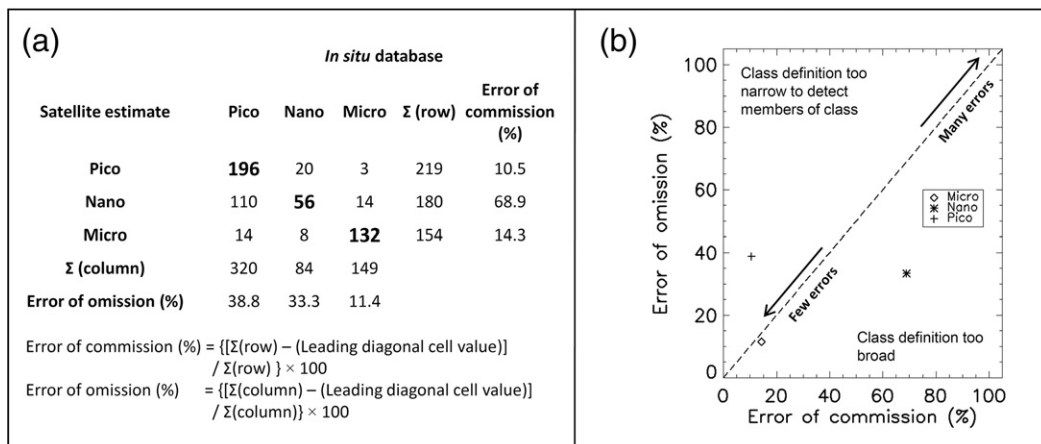 (a)
In situ database
Satellite estimate Pico Nano Micro Σ (row) Error of commission (%)
Pico 196 20 3 219 10.5
Nano 110 56 14 180 68.9
Micro 14 8 132 154 14.3
Σ (column) 320 84 149
Error of omission (%) 38.8 33.3 11.4
Error of commission (%) = {[Σ(row) – (Leading diagonal cell value)]
/ Σ(row) } × 100
Error of omission (%) = {[Σ(column) – (Leading diagonal cell value)]
/ Σ(column)} × 100
(b)
Class definition too
narrow to detect
members of class
Many errors
Micro
Nano
Pico
Few errors
Class definition too
broad
Error of omission (%)
100
80
60
40
20
0
0 20 40 60 80 100
Error of commission (%)